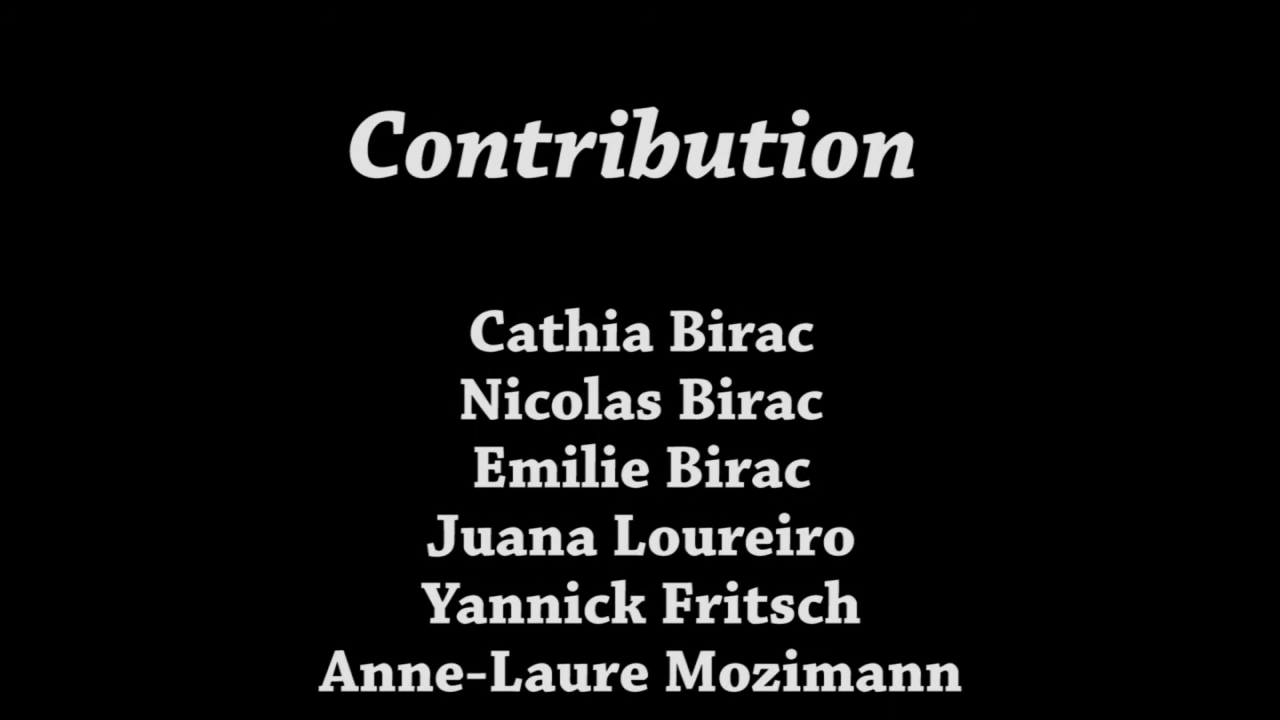 Contribution
Cathia Birac
Nicolas Birac
Emilie Birac
Juana Loureiro
Yannick Fritsch
Anne-Laure Mozimann